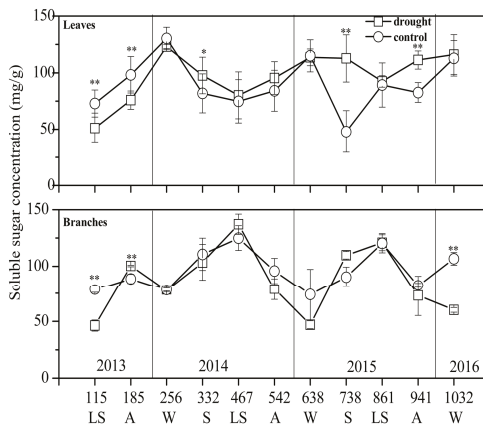 Soluble sugar concentration (mg/g)
150
Leaves
drought
control
**
**
*
**
**
100
50
0
150
Branches
**
**
**
100
50
0
2013
2014
2015
2016
115 185 256 332 467 542 638 738 861 941 1032
LS A W S LS A W S LS A W